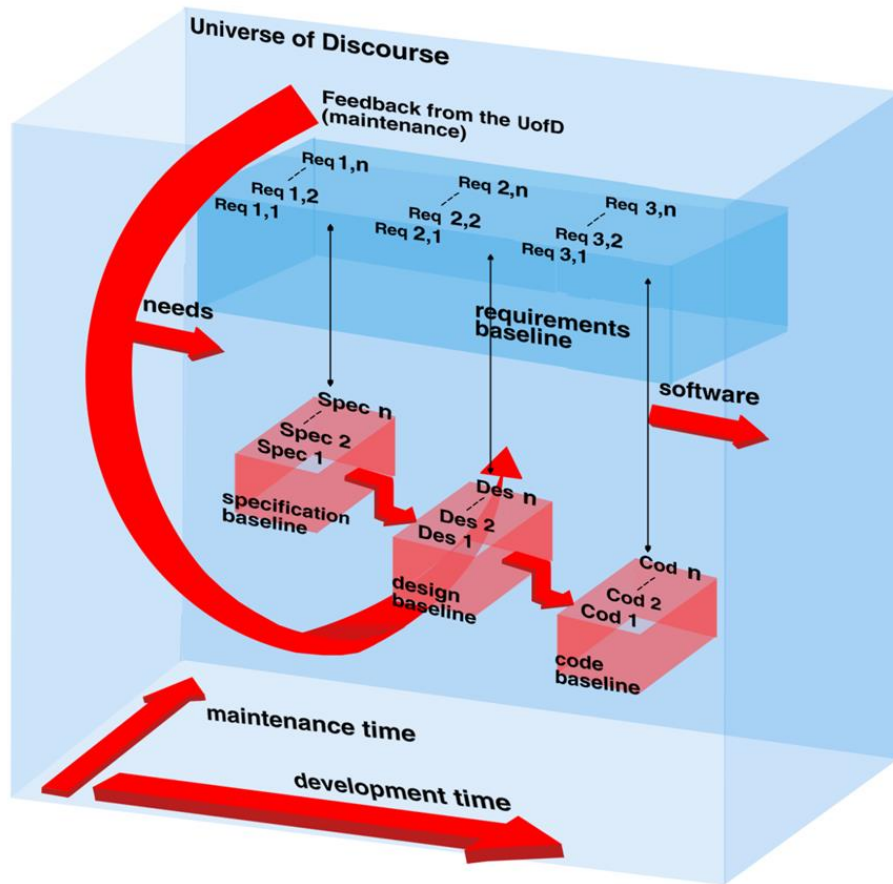 Universe of Discourse
Feedback from the UofD
(maintenance)
Req 1,n
Req 1,2
Req 1,1
Req 2,n
Req 2,2
Req 2,1
Req 3,n
Req 3,2
Req 3,1
needs
requirements
baseline
software
Spec n
Spec 2
Spec 1
specification
baseline
Des n
Des 2
Des 1
design
baseline
Cod n
Cod 2
Cod 1
code
baseline
maintenance time
development time